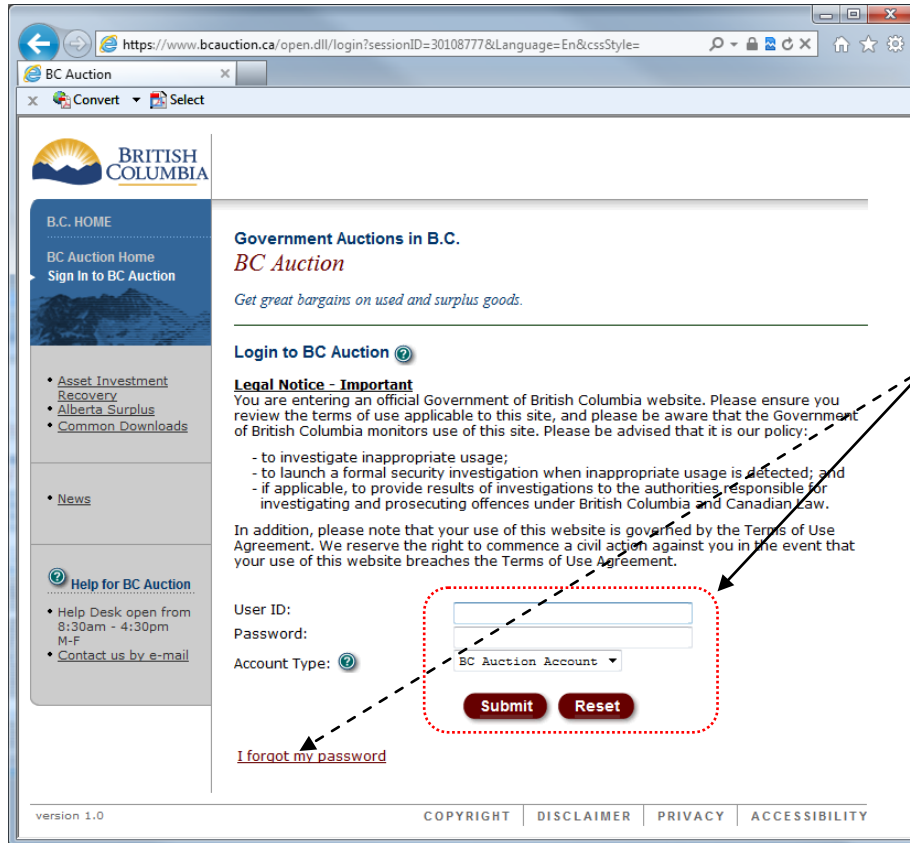 https://www.bcauction.ca/open.dll/login?sessionID=30108777&Language=En&cssStyle=
BC Auction
x Convert Select
BRITISH
COLUMBIA
B.C. HOME
BC Auction Home
Sign In to BC Auction
• Asset Investment
Recovery
• Alberta Surplus
• Common Downloads
• News
Help for BC Auction
• Help Desk open from
8:30am - 4:30pm
M-F
• Contact us by e-mail
Government Auctions in B.C.
BC Auction
Get great bargains on used and surplus goods.
Login to BC Auction
Legal Notice - Important
You are entering an official Government of British Columbia website. Please ensure you
review the terms of use applicable to this site, and please be aware that the Government
of British Columbia monitors use of this site. Please be advised that it is our policy:
- to investigate inappropriate usage;
- to launch a formal security investigation when inappropriate usage is detected; and
- if applicable, to provide results of investigations to the authorities responsible for
investigating and prosecuting offences under British Columbia and Canadian Law.
In addition, please note that your use of this website is governed by the Terms of Use
Agreement. We reserve the right to commence a civil action against you in the event that
your use of this website breaches the Terms of Use Agreement.
User ID:
Password:
Account Type: BC Auction Account
Submit Reset
I forgot my password
version 1.0 COPYRIGHT DISCLAIMER PRIVACY ACCESSIBILITY